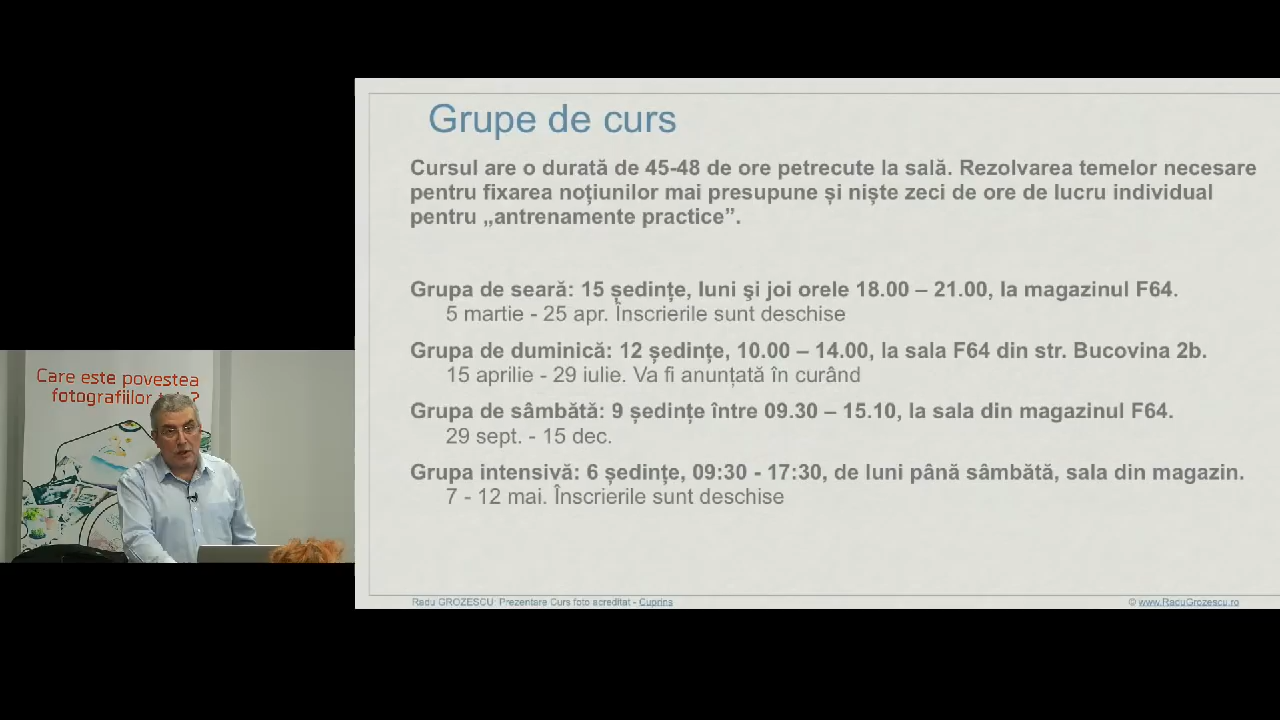 Grupe de curs
Cursul are o durată de 45-48 de ore petrecute la sală. Rezolvarea temelor necesare
pentru fixarea noțiunilor mai presupune și niște zeci de ore de lucru individual
pentru „antrenamente practice”.
Grupa de seară: 15 ședințe, luni şi joi orele 18.00 – 21.00, la magazinul F64.
5 martie - 25 apr. Înscrierile sunt deschise
Grupa de duminică: 12 ședințe, 10.00 – 14.00, la sala F64 din str. Bucovina 2b.
15 aprilie - 29 iulie. Va fi anunțată în curând
Grupa de sâmbătă: 9 ședințe între 09.30 – 15.10, la sala din magazinul F64.
29 sept. - 15 dec.
Grupa intensivă: 6 ședințe, 09:30 - 17:30, de luni până sâmbătă, sala din magazin.
7 - 12 mai. Înscrierile sunt deschise
Radu GROZESCU: Prezentare Curs foto acreditat - Cuprins
© www.RaduGrozescu.ro
Care este povestea
fotografiilor